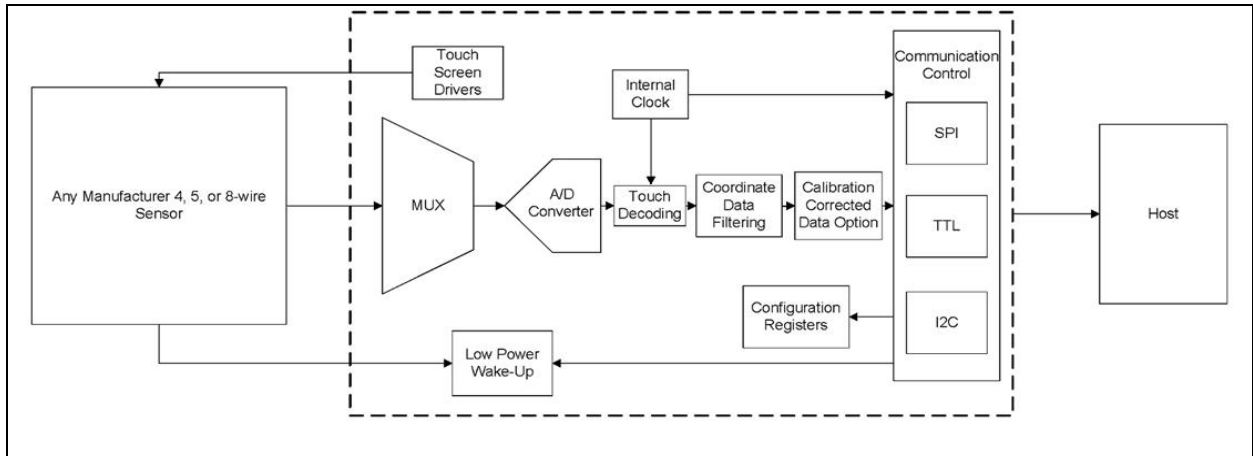 Touch
Screen
Drivers
Communication
Control
Internal
Clock
SPI
Any Manufacturer 4, 5, or 8-wire
Sensor
MUX
A/D
Converter
Touch
Decoding
Coordinate
Data
Filtering
Calibration
Corrected
Data Option
TTL
Host
Configuration
Registers
I2C
Low Power
Wake-Up